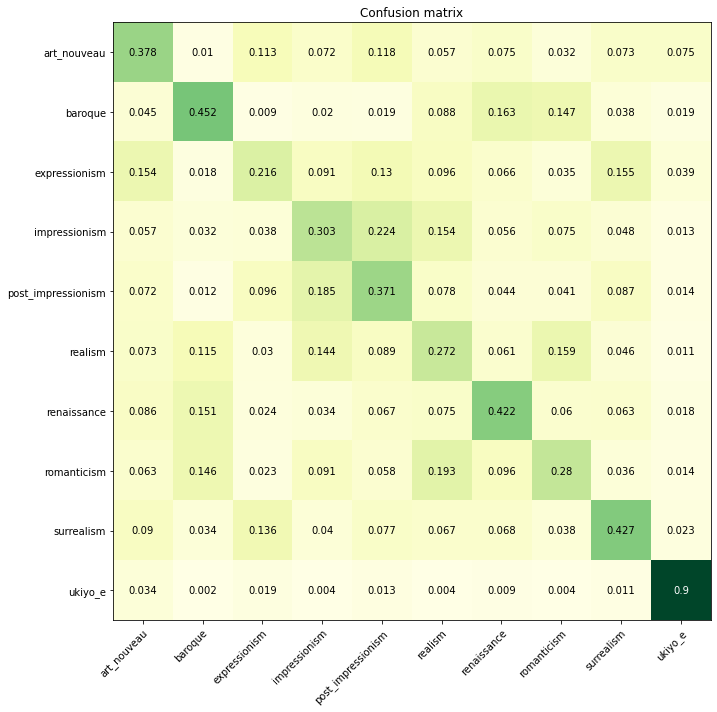 Confusion matrix
art_nouveau 0.378 0.01 0.113 0.072 0.118 0.057 0.075 0.032 0.073 0.075
baroque 0.045 0.452 0.009 0.02 0.019 0.088 0.163 0.147 0.038 0.019
expressionism 0.154 0.018 0.216 0.091 0.13 0.096 0.066 0.035 0.155 0.039
impressionism 0.057 0.032 0.038 0.303 0.224 0.154 0.056 0.075 0.048 0.013
post_impressionism 0.072 0.012 0.096 0.185 0.371 0.078 0.044 0.041 0.087 0.014
realism 0.073 0.115 0.03 0.144 0.089 0.272 0.061 0.159 0.046 0.011
renaissance 0.086 0.151 0.024 0.034 0.067 0.075 0.422 0.06 0.063 0.018
romanticism 0.063 0.146 0.023 0.091 0.058 0.193 0.096 0.28 0.036 0.014
surrealism 0.09 0.034 0.136 0.04 0.077 0.067 0.068 0.038 0.427 0.023
ukiyo_e 0.034 0.002 0.019 0.004 0.013 0.004 0.009 0.004 0.011 0.9
art_nouveau baroque expressionism impressionism post_impressionism realism renaissance romanticism surrealism ukiyo_e